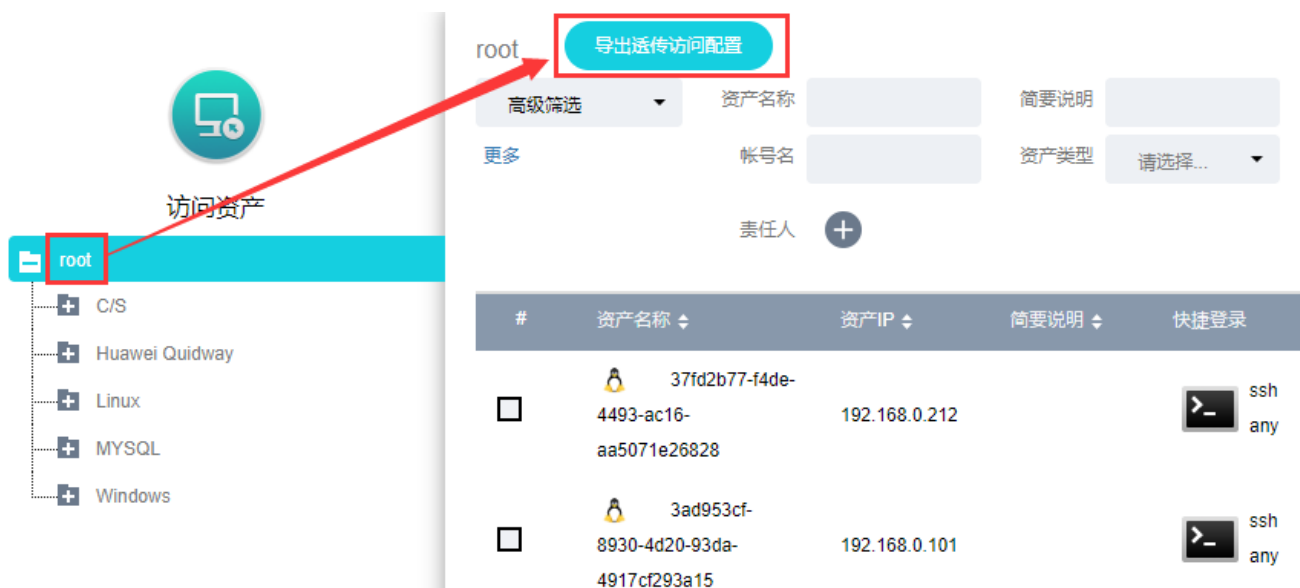 访问资产
root
C/S
Huawei Quidway
Linux
MYSQL
Windows
root
导出透传访问配置
高级筛选
资产名称
简要说明
更多
帐号名
资产类型
请选择...
责任人
#
资产名称
资产IP
简要说明
快捷登录
37fd2b77-f4de-
4493-ac16-
aa5071e26828
192.168.0.212
ssh
any
3ad953cf-
8930-4d20-93da-
4917cf293a15
192.168.0.101
ssh
any